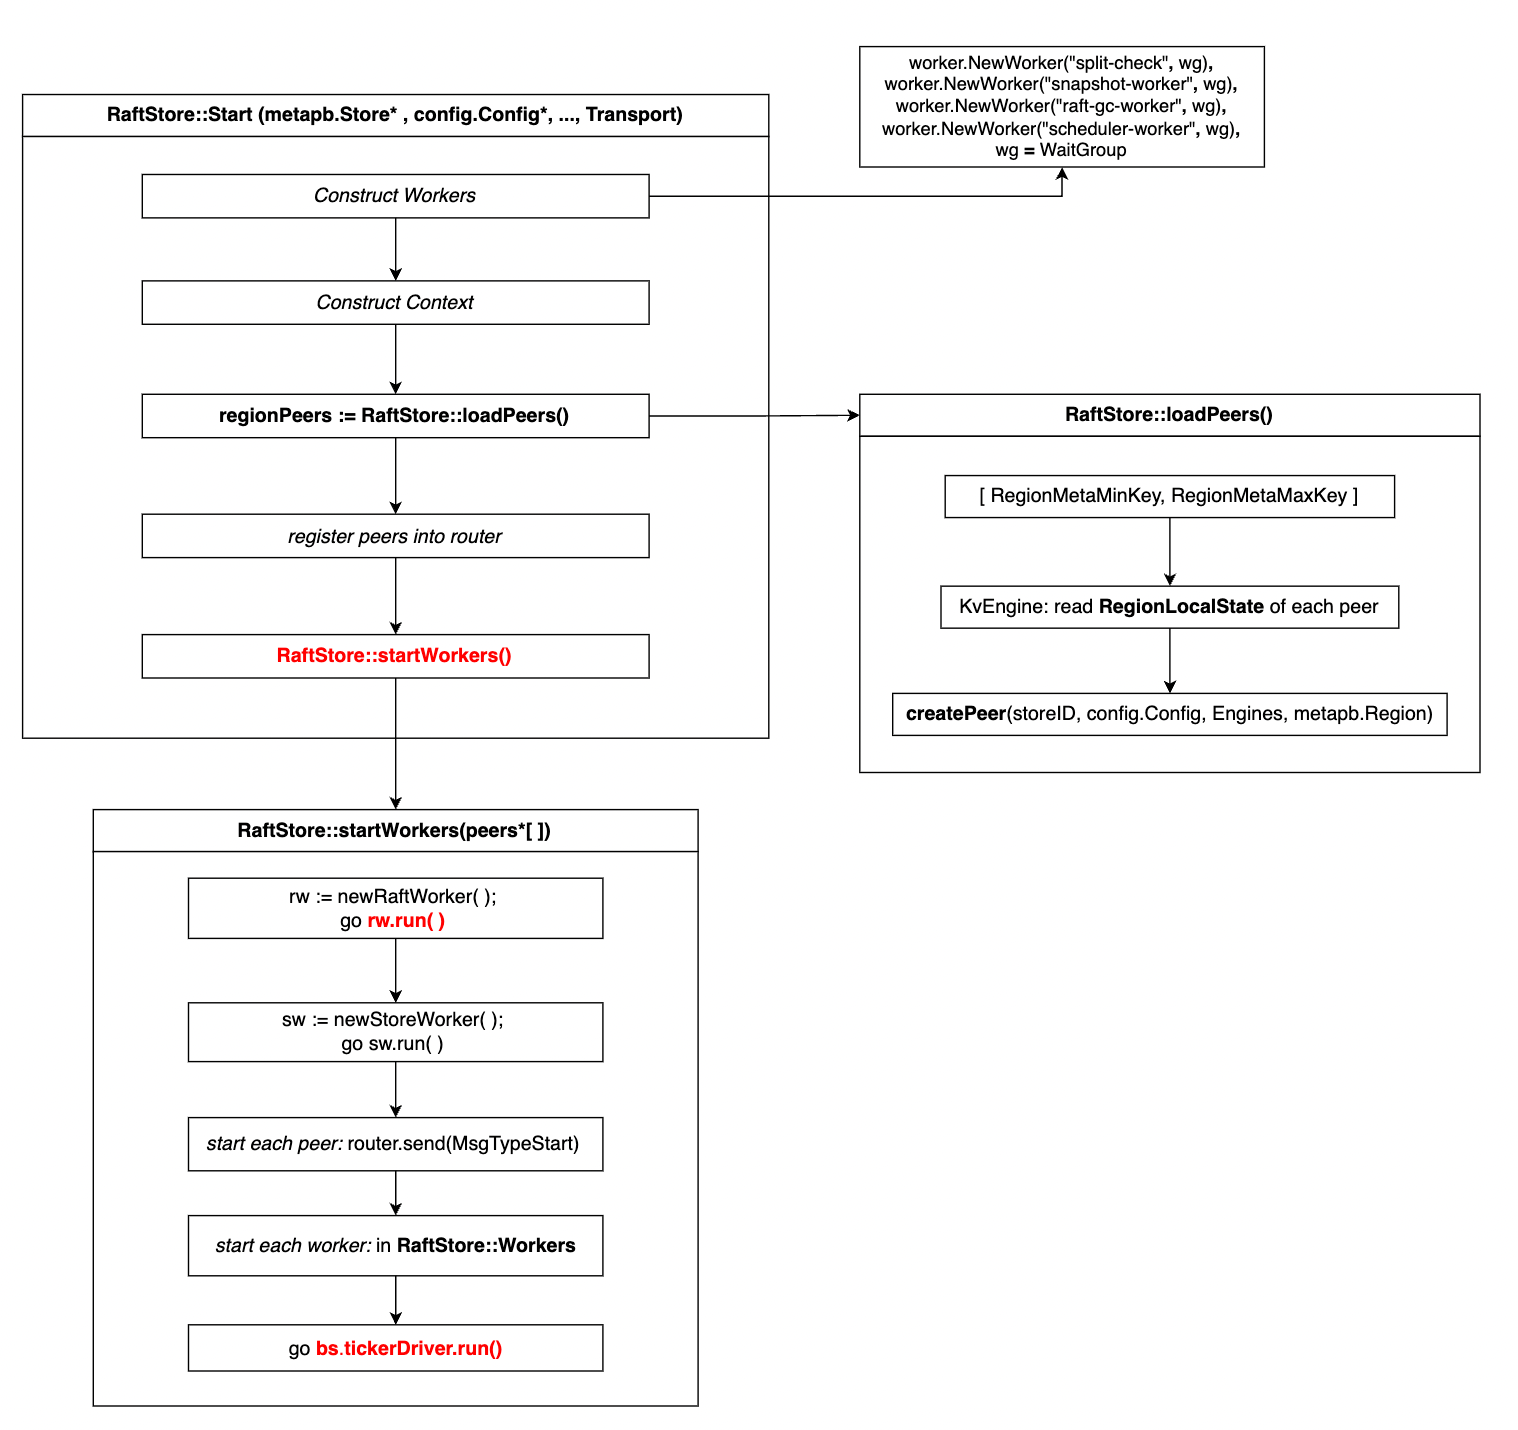 worker.NewWorker("split-check", wg),
worker.NewWorker("snapshot-worker", wg),
worker.NewWorker("raft-gc-worker", wg),
worker.NewWorker("scheduler-worker", wg),
wg = WaitGroup
RaftStore::Start (metapb.Store* , config.Config*, ..., Transport)
Construct Workers
Construct Context
regionPeers := RaftStore::loadPeers()
register peers into router
RaftStore::startWorkers()
RaftStore::loadPeers()
[ RegionMetaMinKey, RegionMetaMaxKey ]
KvEngine: read RegionLocalState of each peer
createPeer(storeID, config.Config, Engines, metapb.Region)
RaftStore::startWorkers(peers*[ ])
rw := newRaftWorker( );
go rw.run( )
sw := newStoreWorker( );
go sw.run( )
start each peer: router.send(MsgTypeStart)
start each worker: in RaftStore::Workers
go bs.tickerDriver.run()